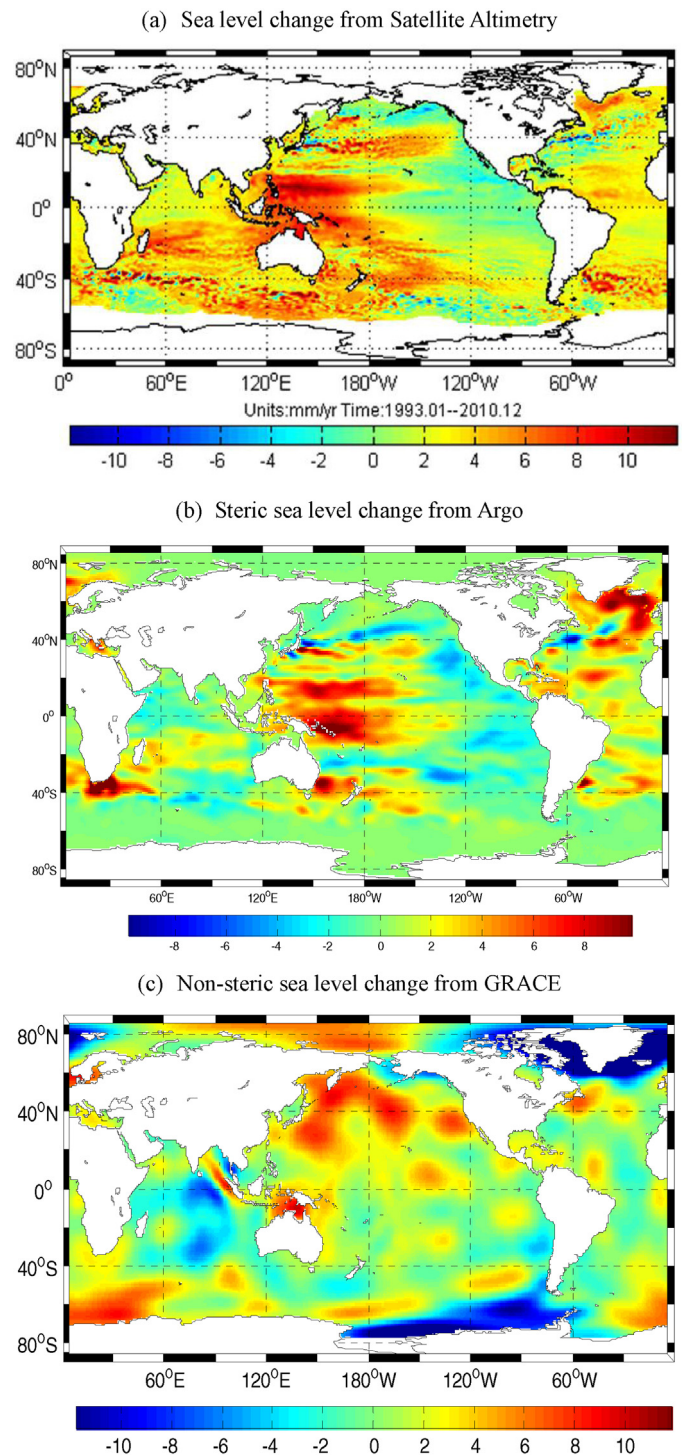 (a) Sea level change from Satellite Altimetry
80°N
40°N
0°
40°S
80°S
0° 60°E 120°E 180°W 120°W 60°W
Units:mm/yr Time:1993.01--2010.12
-10 -8 -6 -4 -2 0 2 4 6 8 10
(b) Steric sea level change from Argo
80°N
40°N
0°
40°S
80°S
60°E 120°E 180°W 120°W 60°W
-8 -6 -4 -2 0 2 4 6 8
(c) Non-steric sea level change from GRACE
80°N
40°N
0°
40°S
80°S
60°E 120°E 180°W 120°W 60°W
-10 -8 -6 -4 -2 0 2 4 6 8 10